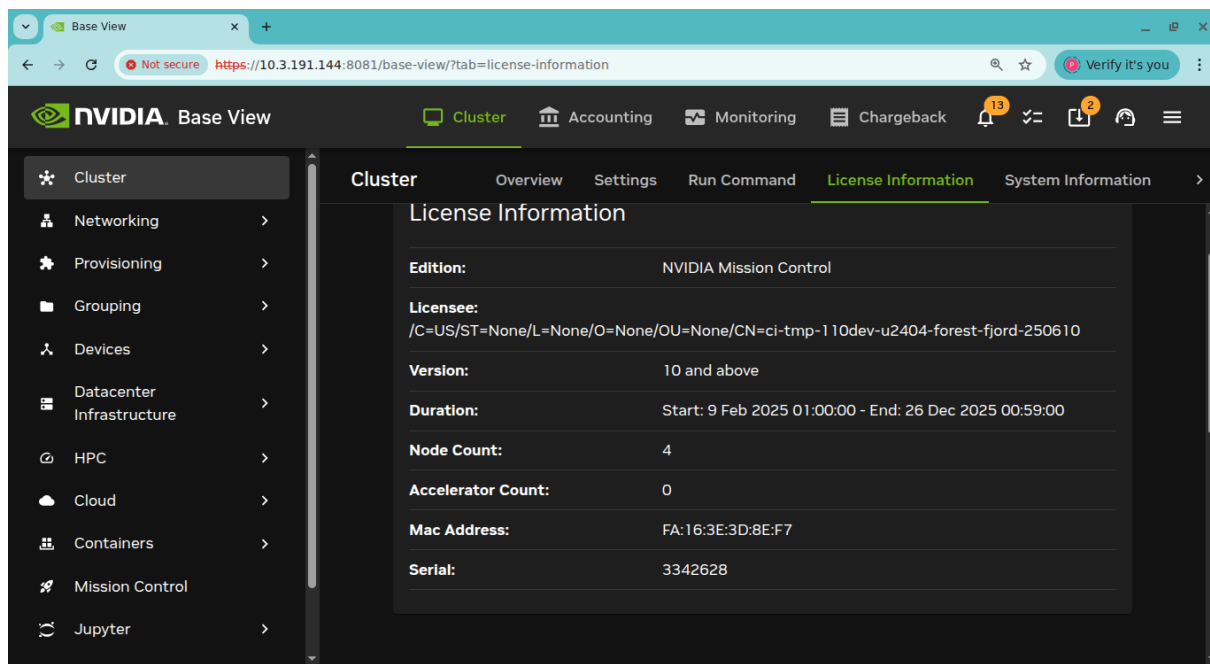 Base View
Not secure https://10.3.191.144:8081/base-view/?tab=license-information
Verify it's you
NVIDIA. Base View
Cluster
Accounting
Monitoring
Chargeback
13
2
Cluster
Networking
Provisioning
Grouping
Devices
Datacenter
Infrastructure
HPC
Cloud
Containers
Mission Control
Jupyter
Cluster
Overview
Settings
Run Command
License Information
System Information
License Information
Edition: NVIDIA Mission Control
Licensee:
/C=US/ST=None/L=None/O=None/OU=None/CN=ci-tmp-110dev-u2404-forest-fjord-250610
Version: 10 and above
Duration: Start: 9 Feb 2025 01:00:00 - End: 26 Dec 2025 00:59:00
Node Count: 4
Accelerator Count: 0
Mac Address: FA:16:3E:3D:8E:F7
Serial: 3342628